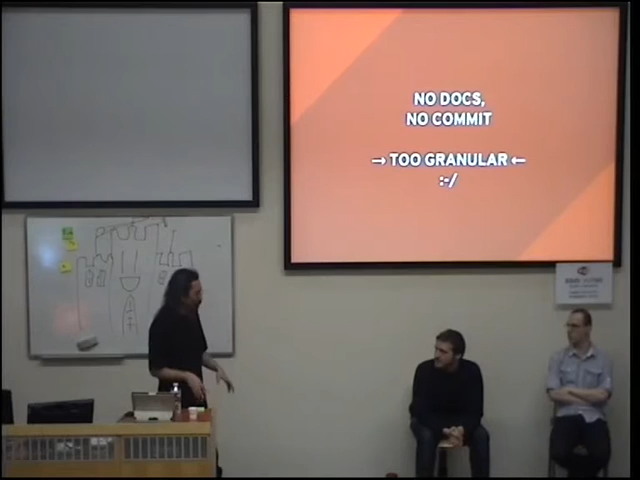 NO DOCS,
NO COMMIT
→ TOO GRANULAR ←
:-/